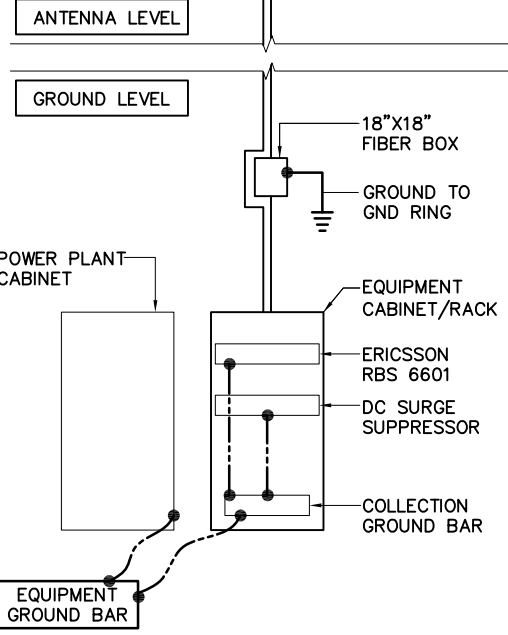 ANTENNA LEVEL
GROUND LEVEL
18"X18"
FIBER BOX
GROUND TO
GND RING
POWER PLANT
CABINET
EQUIPMENT
CABINET/RACK
ERICSSON
RBS 6601
DC SURGE
SUPPRESSOR
COLLECTION
GROUND BAR
EQUIPMENT
GROUND BAR